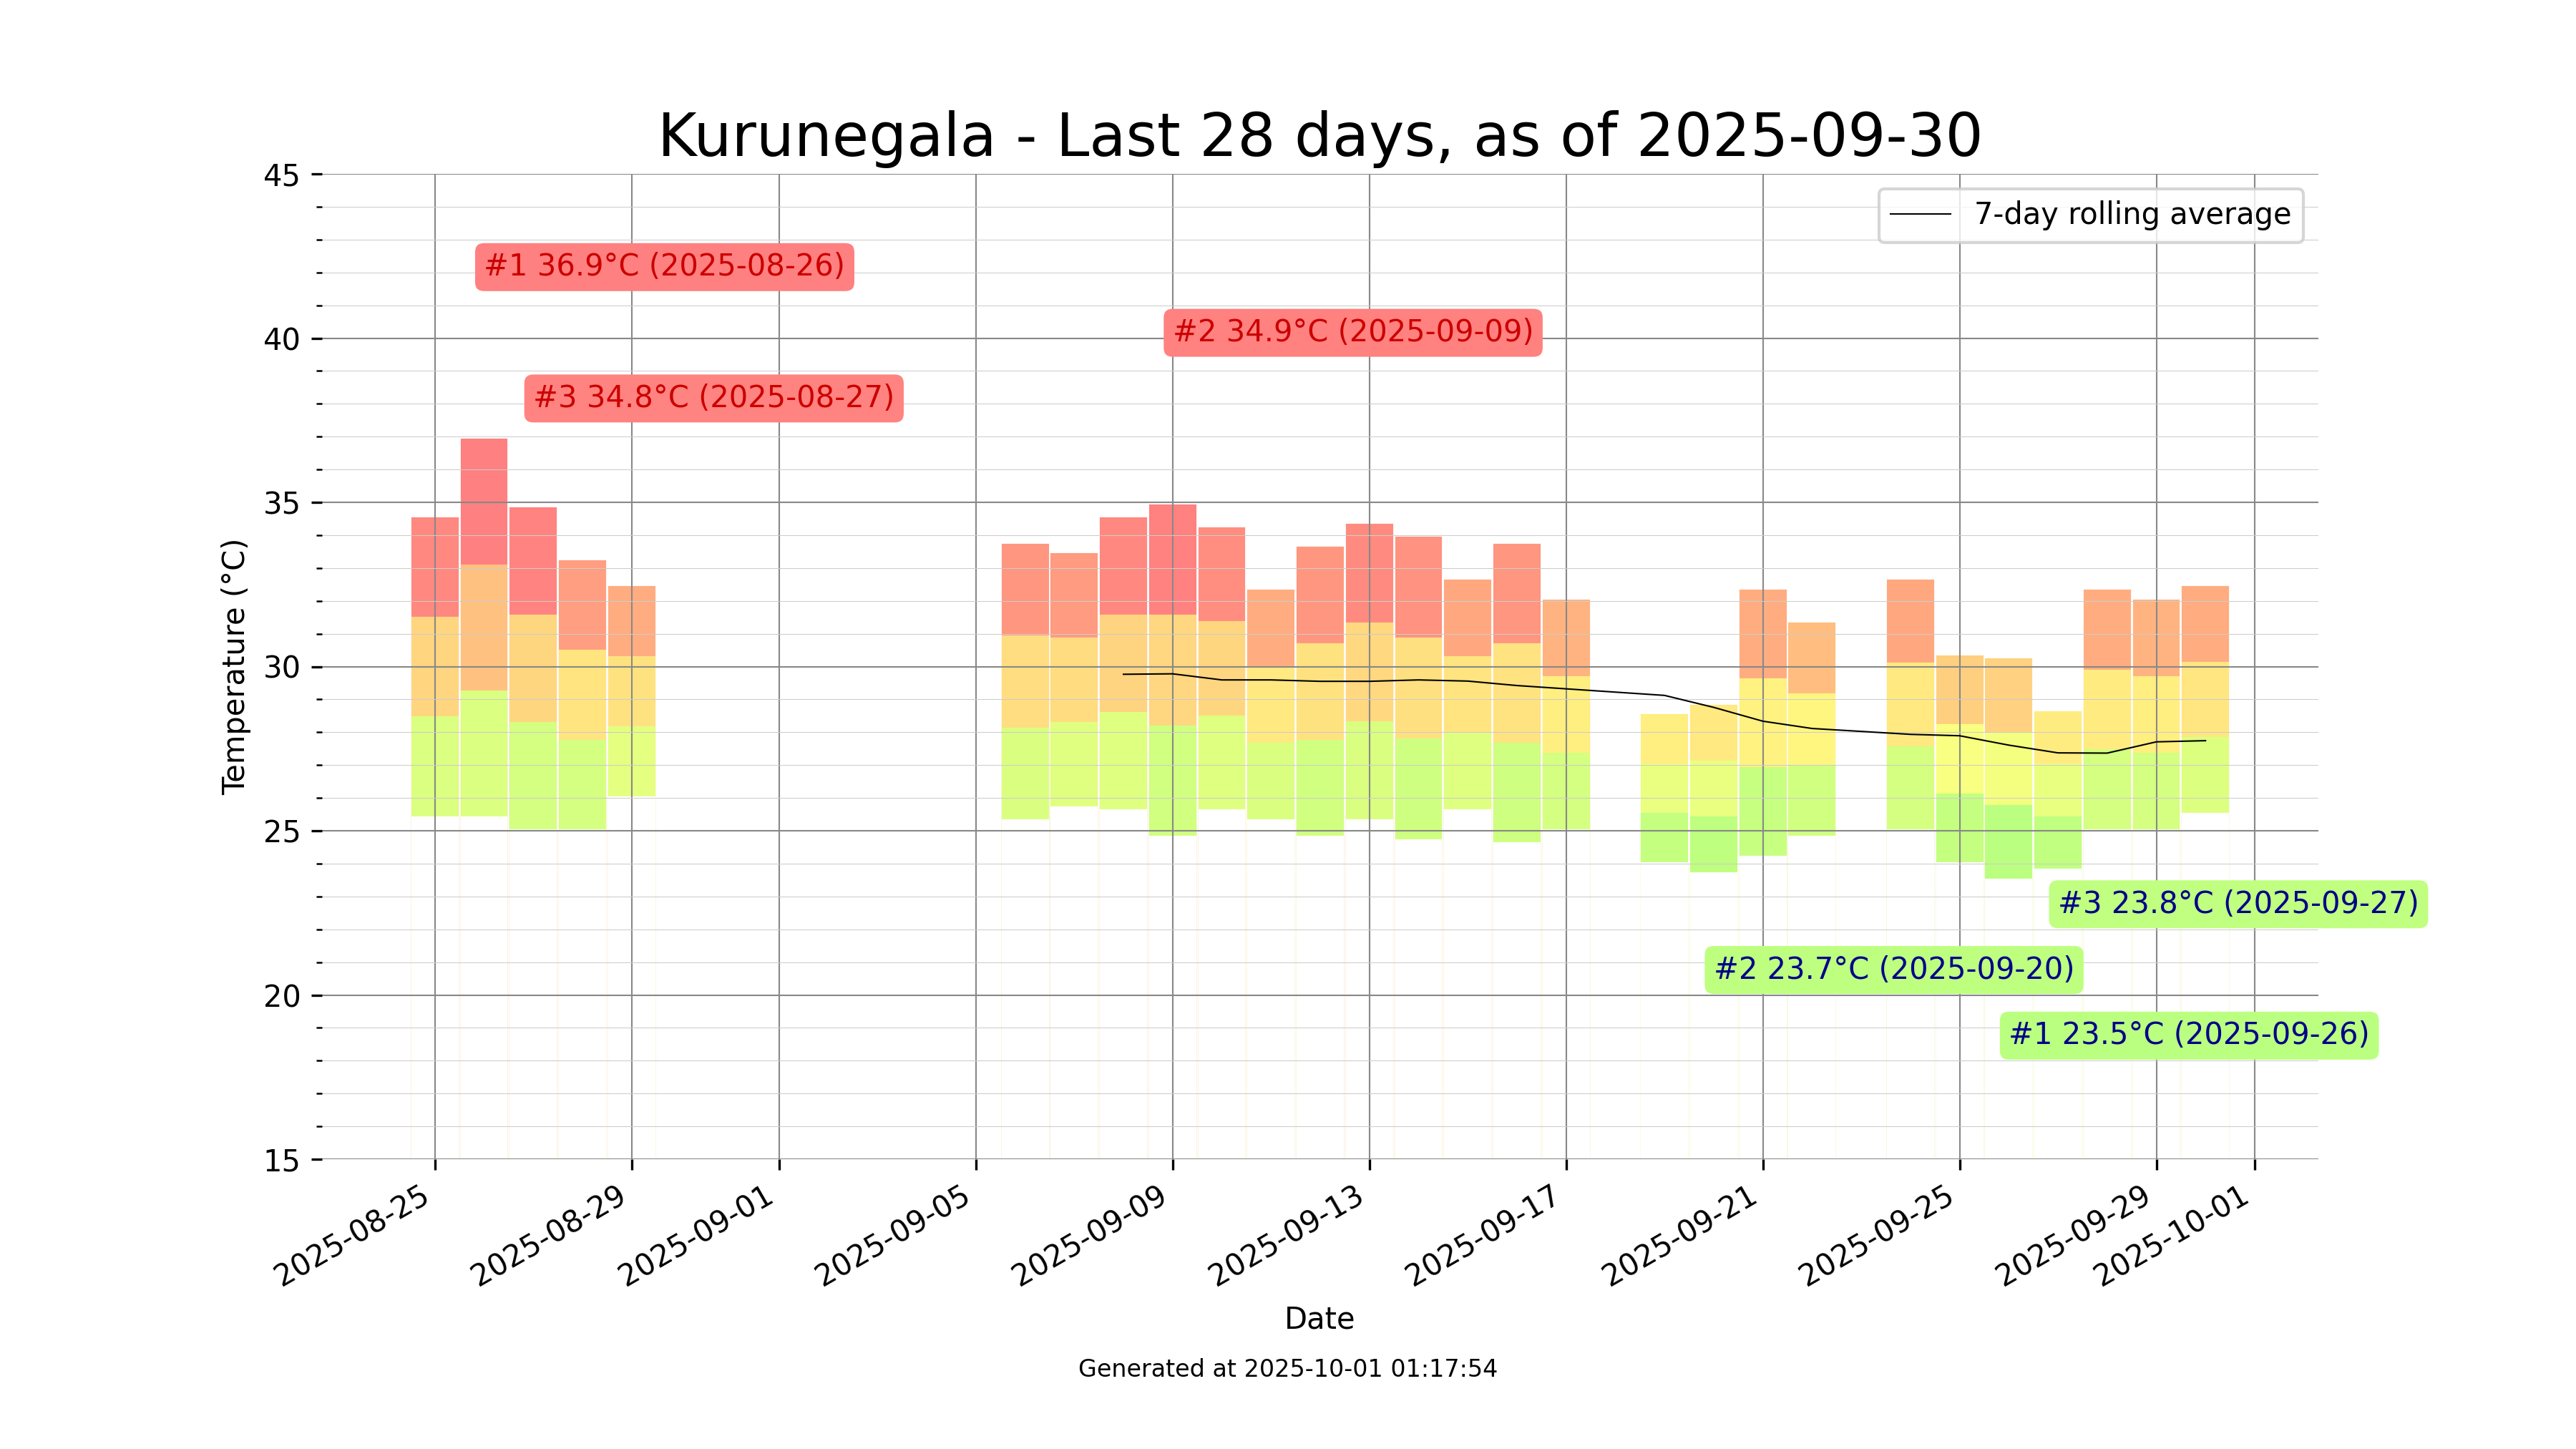 Kurunegala - Last 28 days, as of 2025-09-30
45
7-day rolling average
#1 36.9°C (2025-08-26)
#2 34.9°C (2025-09-09)
40
#3 34.8°C (2025-08-27)
35
Temperature (°C)
30
25
#3 23.8°C (2025-09-27)
#2 23.7°C (2025-09-20)
20
#1 23.5°C (2025-09-26)
15
2025-08-25
2025-08-29
2025-09-01
2025-09-05
2025-09-09
2025-09-13
2025-09-17
2025-09-21
2025-09-25
2025-09-29
2025-10-01
Date
Generated at 2025-10-01 01:17:54